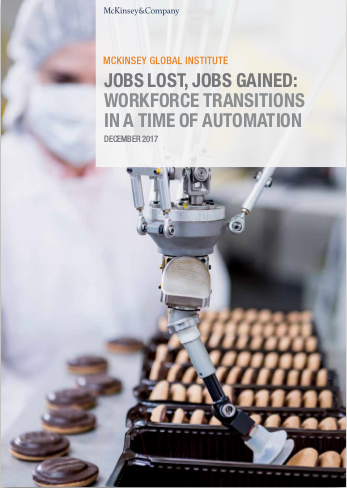 McKinsey&Company
MCKINSEY GLOBAL INSTITUTE
JOBS LOST, JOBS GAINED:
WORKFORCE TRANSITIONS
IN A TIME OF AUTOMATION
DECEMBER 2017